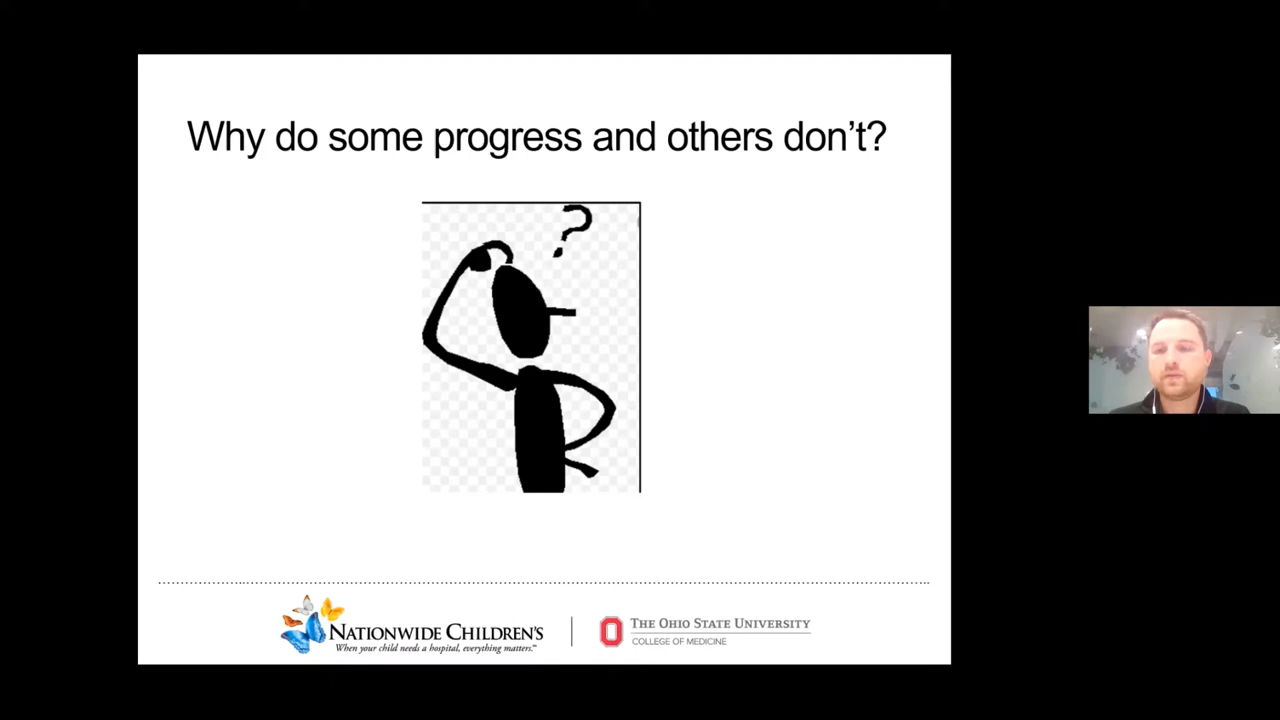 Why do some progress and others don't?
?
NATIONWIDE CHILDREN'S
When your child needs a hospital, everything matters.™
THE OHIO STATE UNIVERSITY
COLLEGE OF MEDICINE